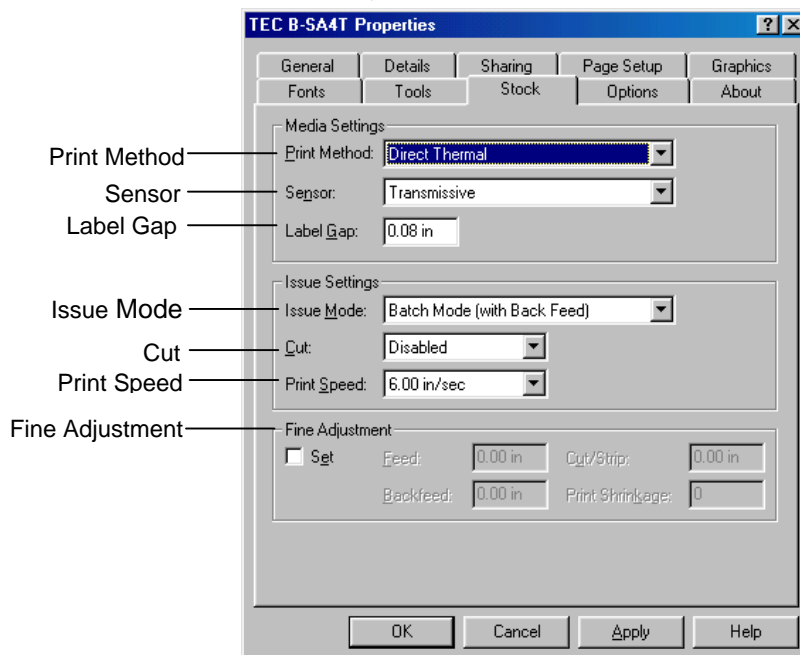 TEC B-SA4T Properties
General Details Sharing Page Setup Graphics
Fonts Tools Stock Options About
Media Settings
Print Method
Print Method: Direct Thermal
Sensor
Sensor: Transmissive
Label Gap
Label Gap: 0.08 in
Issue Settings
Issue Mode
Issue Mode: Batch Mode (with Back Feed)
Cut
Cut: Disabled
Print Speed
Print Speed: 6.00 in/sec
Fine Adjustment
Fine Adjustment
Set Feed: 0.00 in Cut/Strip: 0.00 in
Backfeed: 0.00 in Print Shrinkage: 0
OK Cancel Apply Help